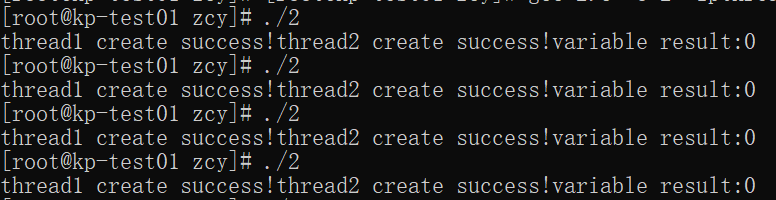 [root@kp-test01 zcy]# ./2
thread1 create success!thread2 create success!variable result:0
[root@kp-test01 zcy]# ./2
thread1 create success!thread2 create success!variable result:0
[root@kp-test01 zcy]# ./2
thread1 create success!thread2 create success!variable result:0
[root@kp-test01 zcy]# ./2
thread1 create success!thread2 create success!variable result:0